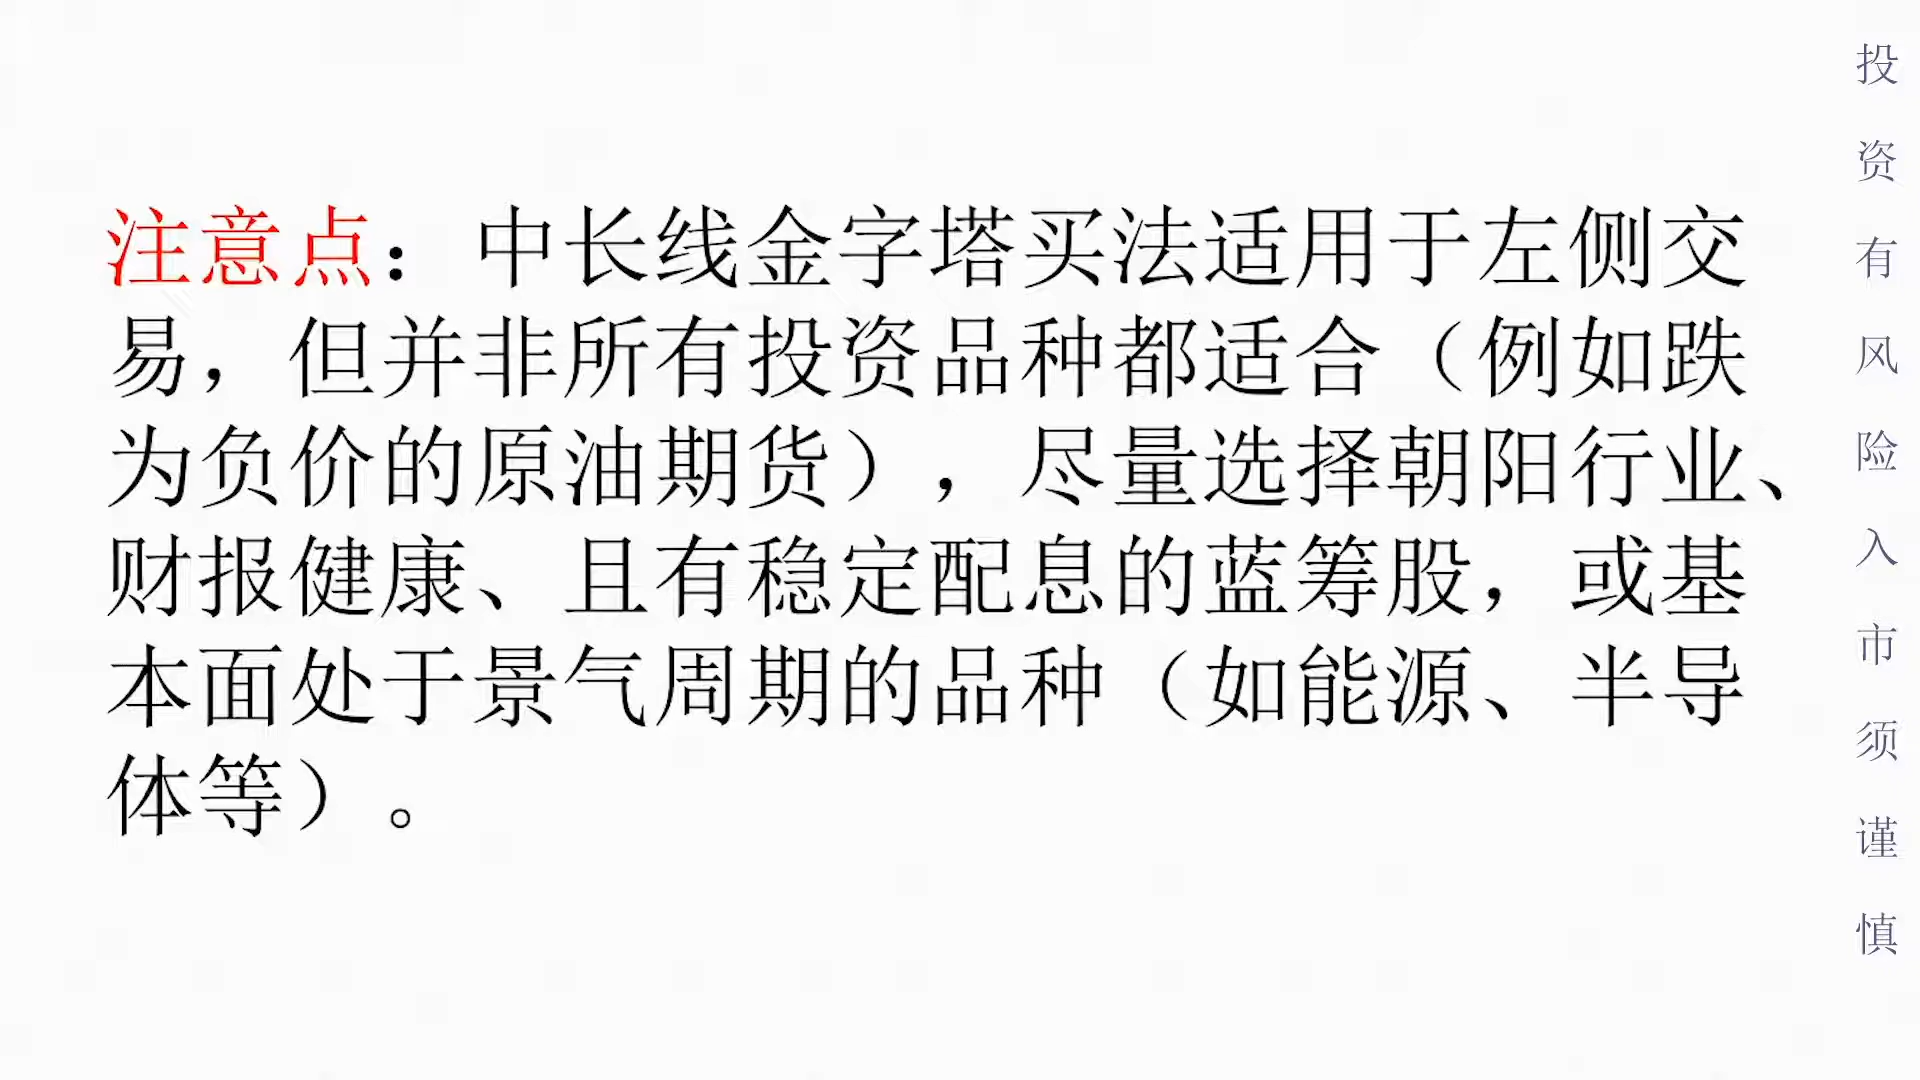 注意点：中长线金字塔买法适用于左侧交
易，但并非所有投资品种都适合（例如跌
为负价的原油期货），尽量选择朝阳行业、
财报健康、且有稳定配息的蓝筹股，或基
本面处于景气周期的品种（如能源、半导
体等）。
投资有风险入市须谨慎